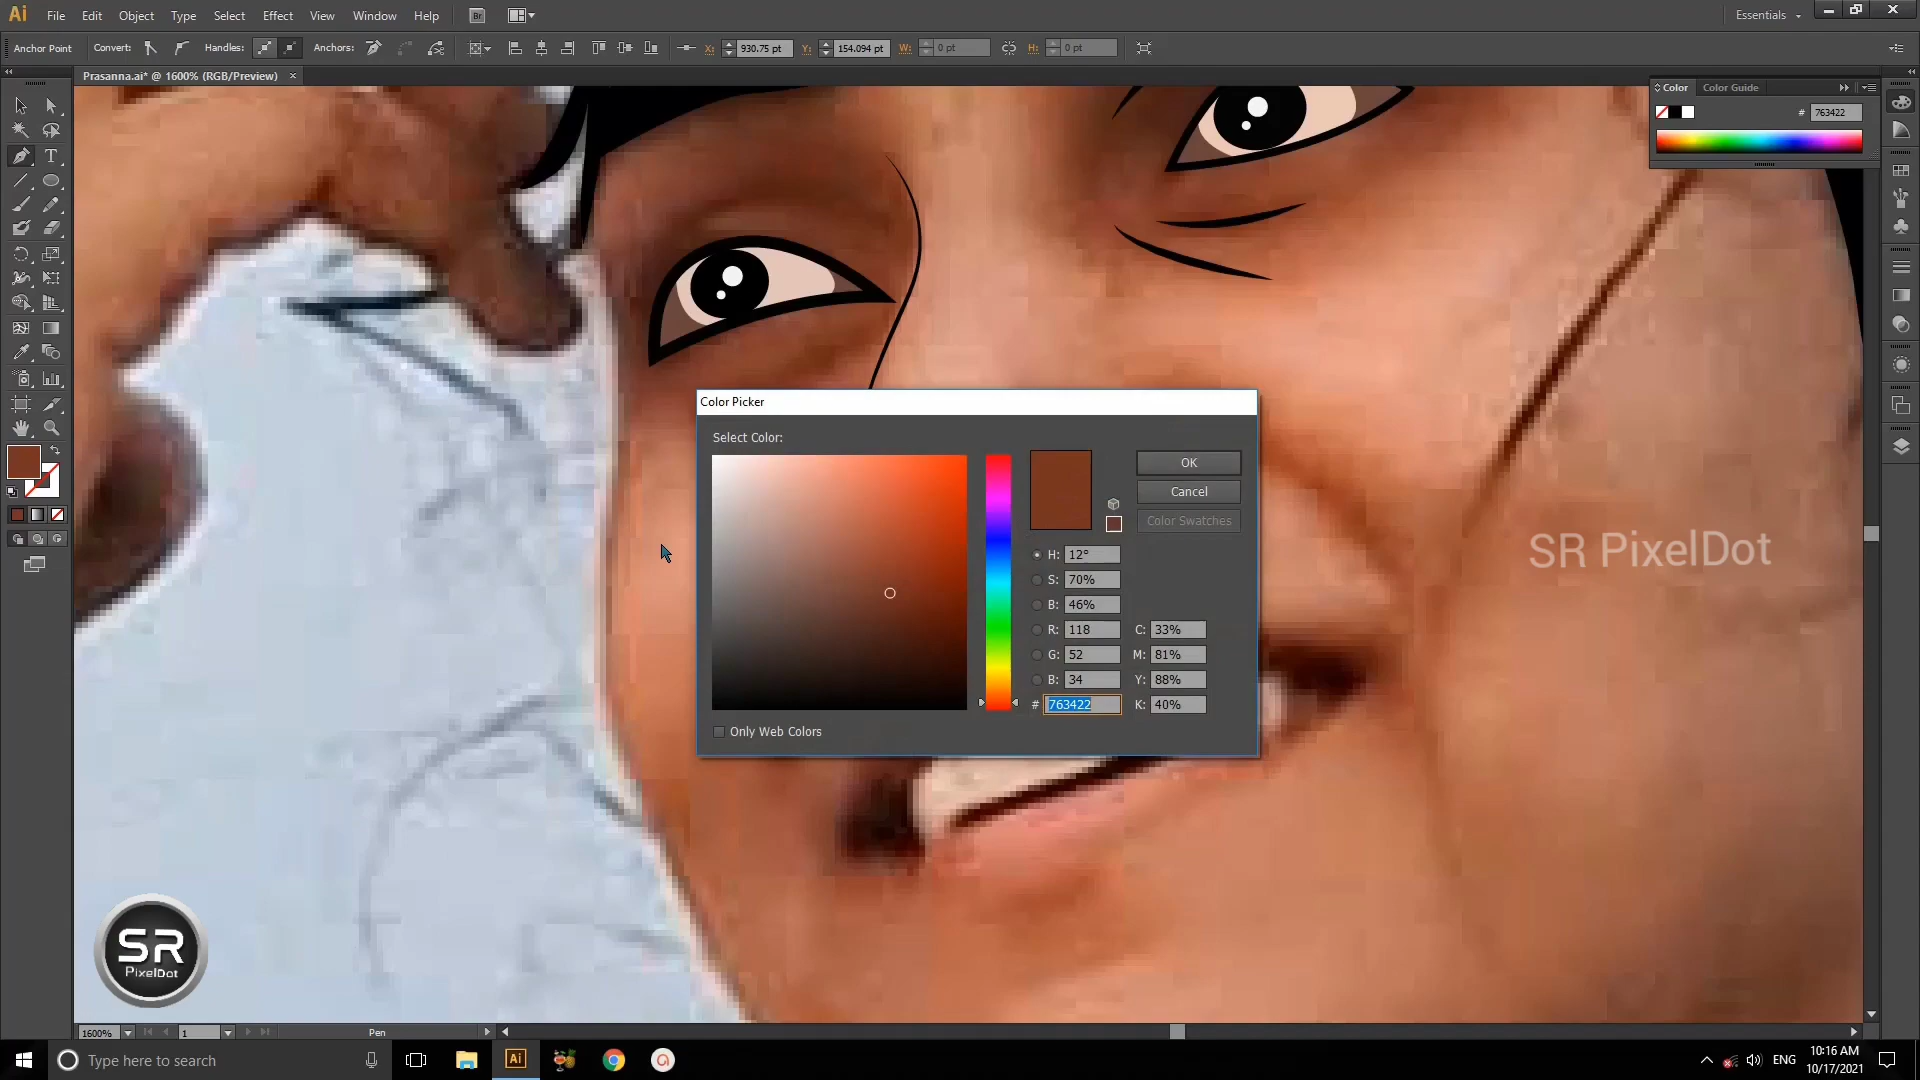 Ai File Edit Object Type Select Effect View Window Help Br Essentials
Anchor Point Convert: Handles: Anchors: X: 930.75 pt Y: 154.094 pt W: 0 pt H: 0 pt
Prasanna.ai* @ 1600% (RGB/Preview) ×
Color Color Guide
# 763422
T
Color Picker
Select Color:
OK
Cancel
Color Swatches
H: 12°
S: 70%
B: 46%
R: 118 C: 33%
G: 52 M: 81%
B: 34 Y: 88%
# 763422 K: 40%
Only Web Colors
SR PixelDot
SR
PixelDot
1600% 1 Pen
Type here to search Ai ENG 10:16 AM
10/17/2021